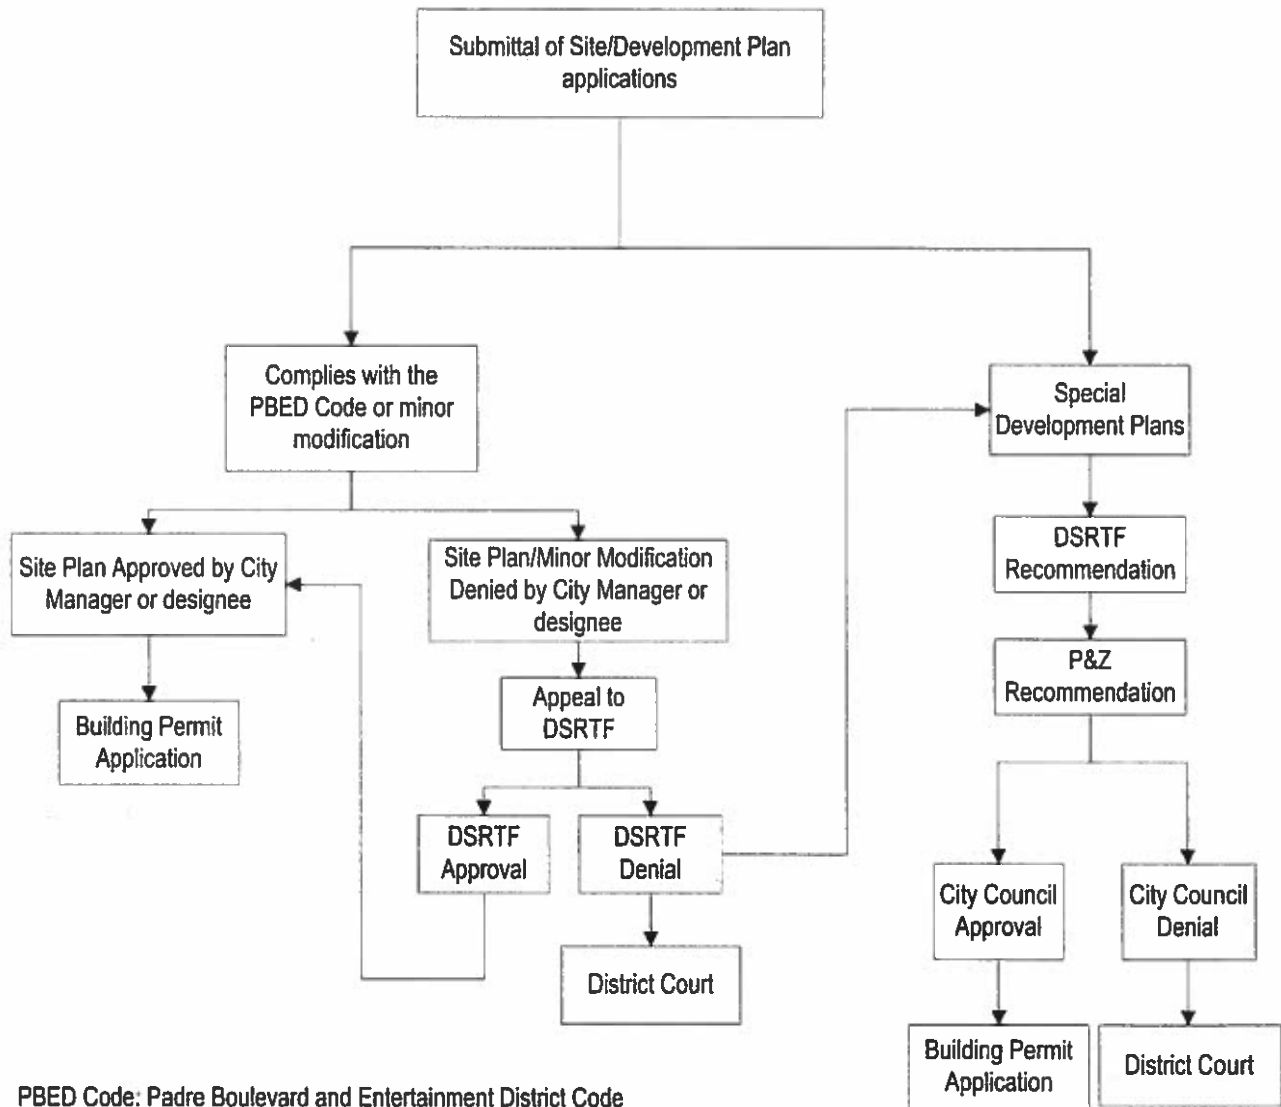 Submittal of Site/Development Plan
applications
Complies with the
PBED Code or minor
modification
Special
Development Plans
Site Plan Approved by City
Manager or designee
Site Plan/Minor Modification
Denied by City Manager or
designee
DSRTF
Recommendation
P&Z
Recommendation
Building Permit
Application
Appeal to
DSRTF
DSRTF
Approval
DSRTF
Denial
City Council
Approval
City Council
Denial
District Court
Building Permit
Application
District Court
PBED Code: Padre Boulevard and Entertainment District Code